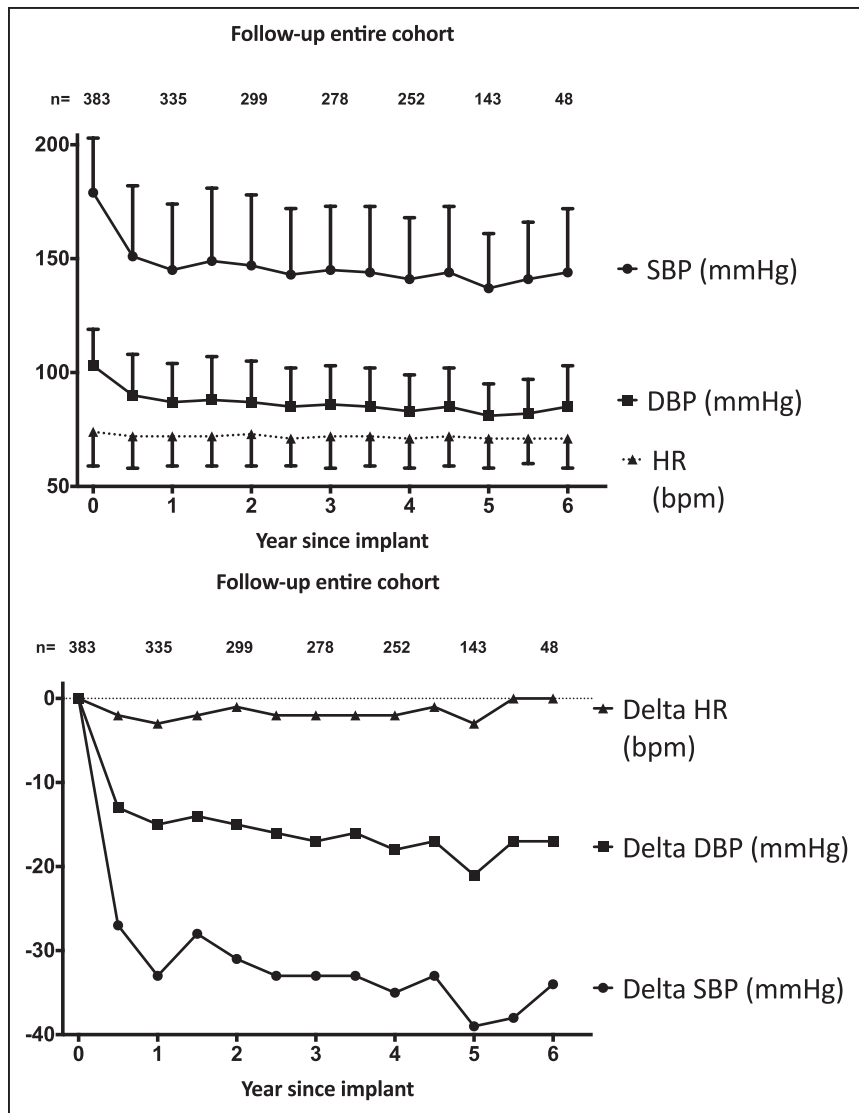 Follow-up entire cohort
n= 383 335 299 278 252 143 48
200
150
100
50
0 1 2 3 4 5 6
Year since implant
SBP (mmHg)
DBP (mmHg)
HR
(bpm)
Follow-up entire cohort
n= 383 335 299 278 252 143 48
0
-10
-20
-30
-40
0 1 2 3 4 5 6
Year since implant
Delta HR
(bpm)
Delta DBP (mmHg)
Delta SBP (mmHg)